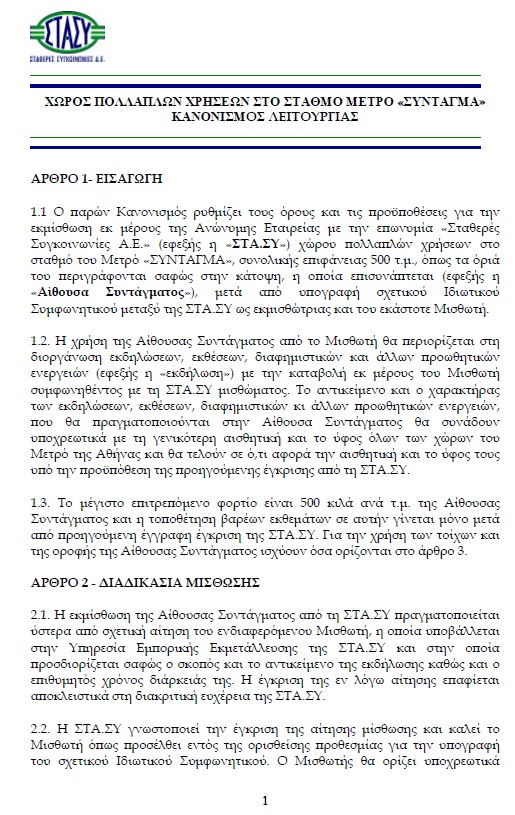 ΣΤΑΣΥ
ΣΤΑΘΕΡΕΣ ΣΥΓΚΟΙΝΩΝΙΕΣ Α.Ε.
ΧΩΡΟΣ ΠΟΛΛΑΠΛΩΝ ΧΡΗΣΕΩΝ ΣΤΟ ΣΤΑΘΜΟ ΜΕΤΡΟ «ΣΥΝΤΑΓΜΑ»
ΚΑΝΟΝΙΣΜΟΣ ΛΕΙΤΟΥΡΓΙΑΣ
ΑΡΘΡΟ 1- ΕΙΣΑΓΩΓΗ
1.1 Ο παρών Κανονισμός ρυθμίζει τους όρους και τις προϋποθέσεις για την
εκμίσθωση εκ μέρους της Ανώνυμης Εταιρείας με την επωνυμία «Σταθερές
Συγκοινωνίες Α.Ε.» (εφεξής η «ΣΤΑ.ΣΥ») χώρου πολλαπλών χρήσεων στο
σταθμό του Μετρό «ΣΥΝΤΑΓΜΑ», συνολικής επιφάνειας 500 τ.μ., όπως τα όριά
του περιγράφονται σαφώς στην κάτοψη, η οποία επισυνάπτεται (εφεξής η
«Αίθουσα Συντάγματος»), μετά από υπογραφή σχετικού Ιδιωτικού
Συμφωνητικού μεταξύ της ΣΤΑ.ΣΥ ως εκμισθώτριας και του εκάστοτε Μισθωτή.
1.2. Η χρήση της Αίθουσας Συντάγματος από το Μισθωτή θα περιορίζεται στη
διοργάνωση εκδηλώσεων, εκθέσεων, διαφημιστικών και άλλων προωθητικών
ενεργειών (εφεξής η «εκδήλωση») με την καταβολή εκ μέρους του Μισθωτή
συμφωνηθέντος με τη ΣΤΑ.ΣΥ μισθώματος. Το αντικείμενο και ο χαρακτήρας
των εκδηλώσεων, εκθέσεων, διαφημιστικών κι άλλων προωθητικών ενεργειών,
που θα πραγματοποιούνται στην Αίθουσα Συντάγματος θα συνάδουν
υποχρεωτικά με τη γενικότερη αισθητική και το ύφος όλων των χώρων του
Μετρό της Αθήνας και θα τελούν σε ό,τι αφορά την αισθητική και το ύφος τους
υπό την προϋπόθεση της προηγούμενης έγκρισης από τη ΣΤΑ.ΣΥ.
1.3. Το μέγιστο επιτρεπόμενο φορτίο είναι 500 κιλά ανά τ.μ. της Αίθουσας
Συντάγματος και η τοποθέτηση βαρέων εκθεμάτων σε αυτήν γίνεται μόνο μετά
από προηγούμενη έγγραφη έγκριση της ΣΤΑ.ΣΥ. Για την χρήση των τοίχων και
της οροφής της Αίθουσας Συντάγματος ισχύουν όσα ορίζονται στο άρθρο 3.
ΑΡΘΡΟ 2 - ΔΙΑΔΙΚΑΣΙΑ ΜΙΣΘΩΣΗΣ
2.1. Η εκμίσθωση της Αίθουσας Συντάγματος από τη ΣΤΑ.ΣΥ πραγματοποιείται
ύστερα από σχετική αίτηση του ενδιαφερόμενου Μισθωτή, η οποία υποβάλλεται
στην Υπηρεσία Εμπορικής Εκμετάλλευσης της ΣΤΑ.ΣΥ και στην οποία
προσδιορίζεται σαφώς ο σκοπός και το αντικείμενο της εκδήλωσης καθώς και ο
επιθυμητός χρόνος διάρκειάς της. Η έγκριση της εν λόγω αίτησης επαφίεται
αποκλειστικά στη διακριτική ευχέρεια της ΣΤΑ.ΣΥ.
2.2. Η ΣΤΑ.ΣΥ γνωστοποιεί την έγκριση της αίτησης μίσθωσης και καλεί το
Μισθωτή όπως προσέλθει εντός της ορισθείσης προθεσμίας για την υπογραφή
του σχετικού Ιδιωτικού Συμφωνητικού. Ο Μισθωτής θα ορίζει υποχρεωτικά
1